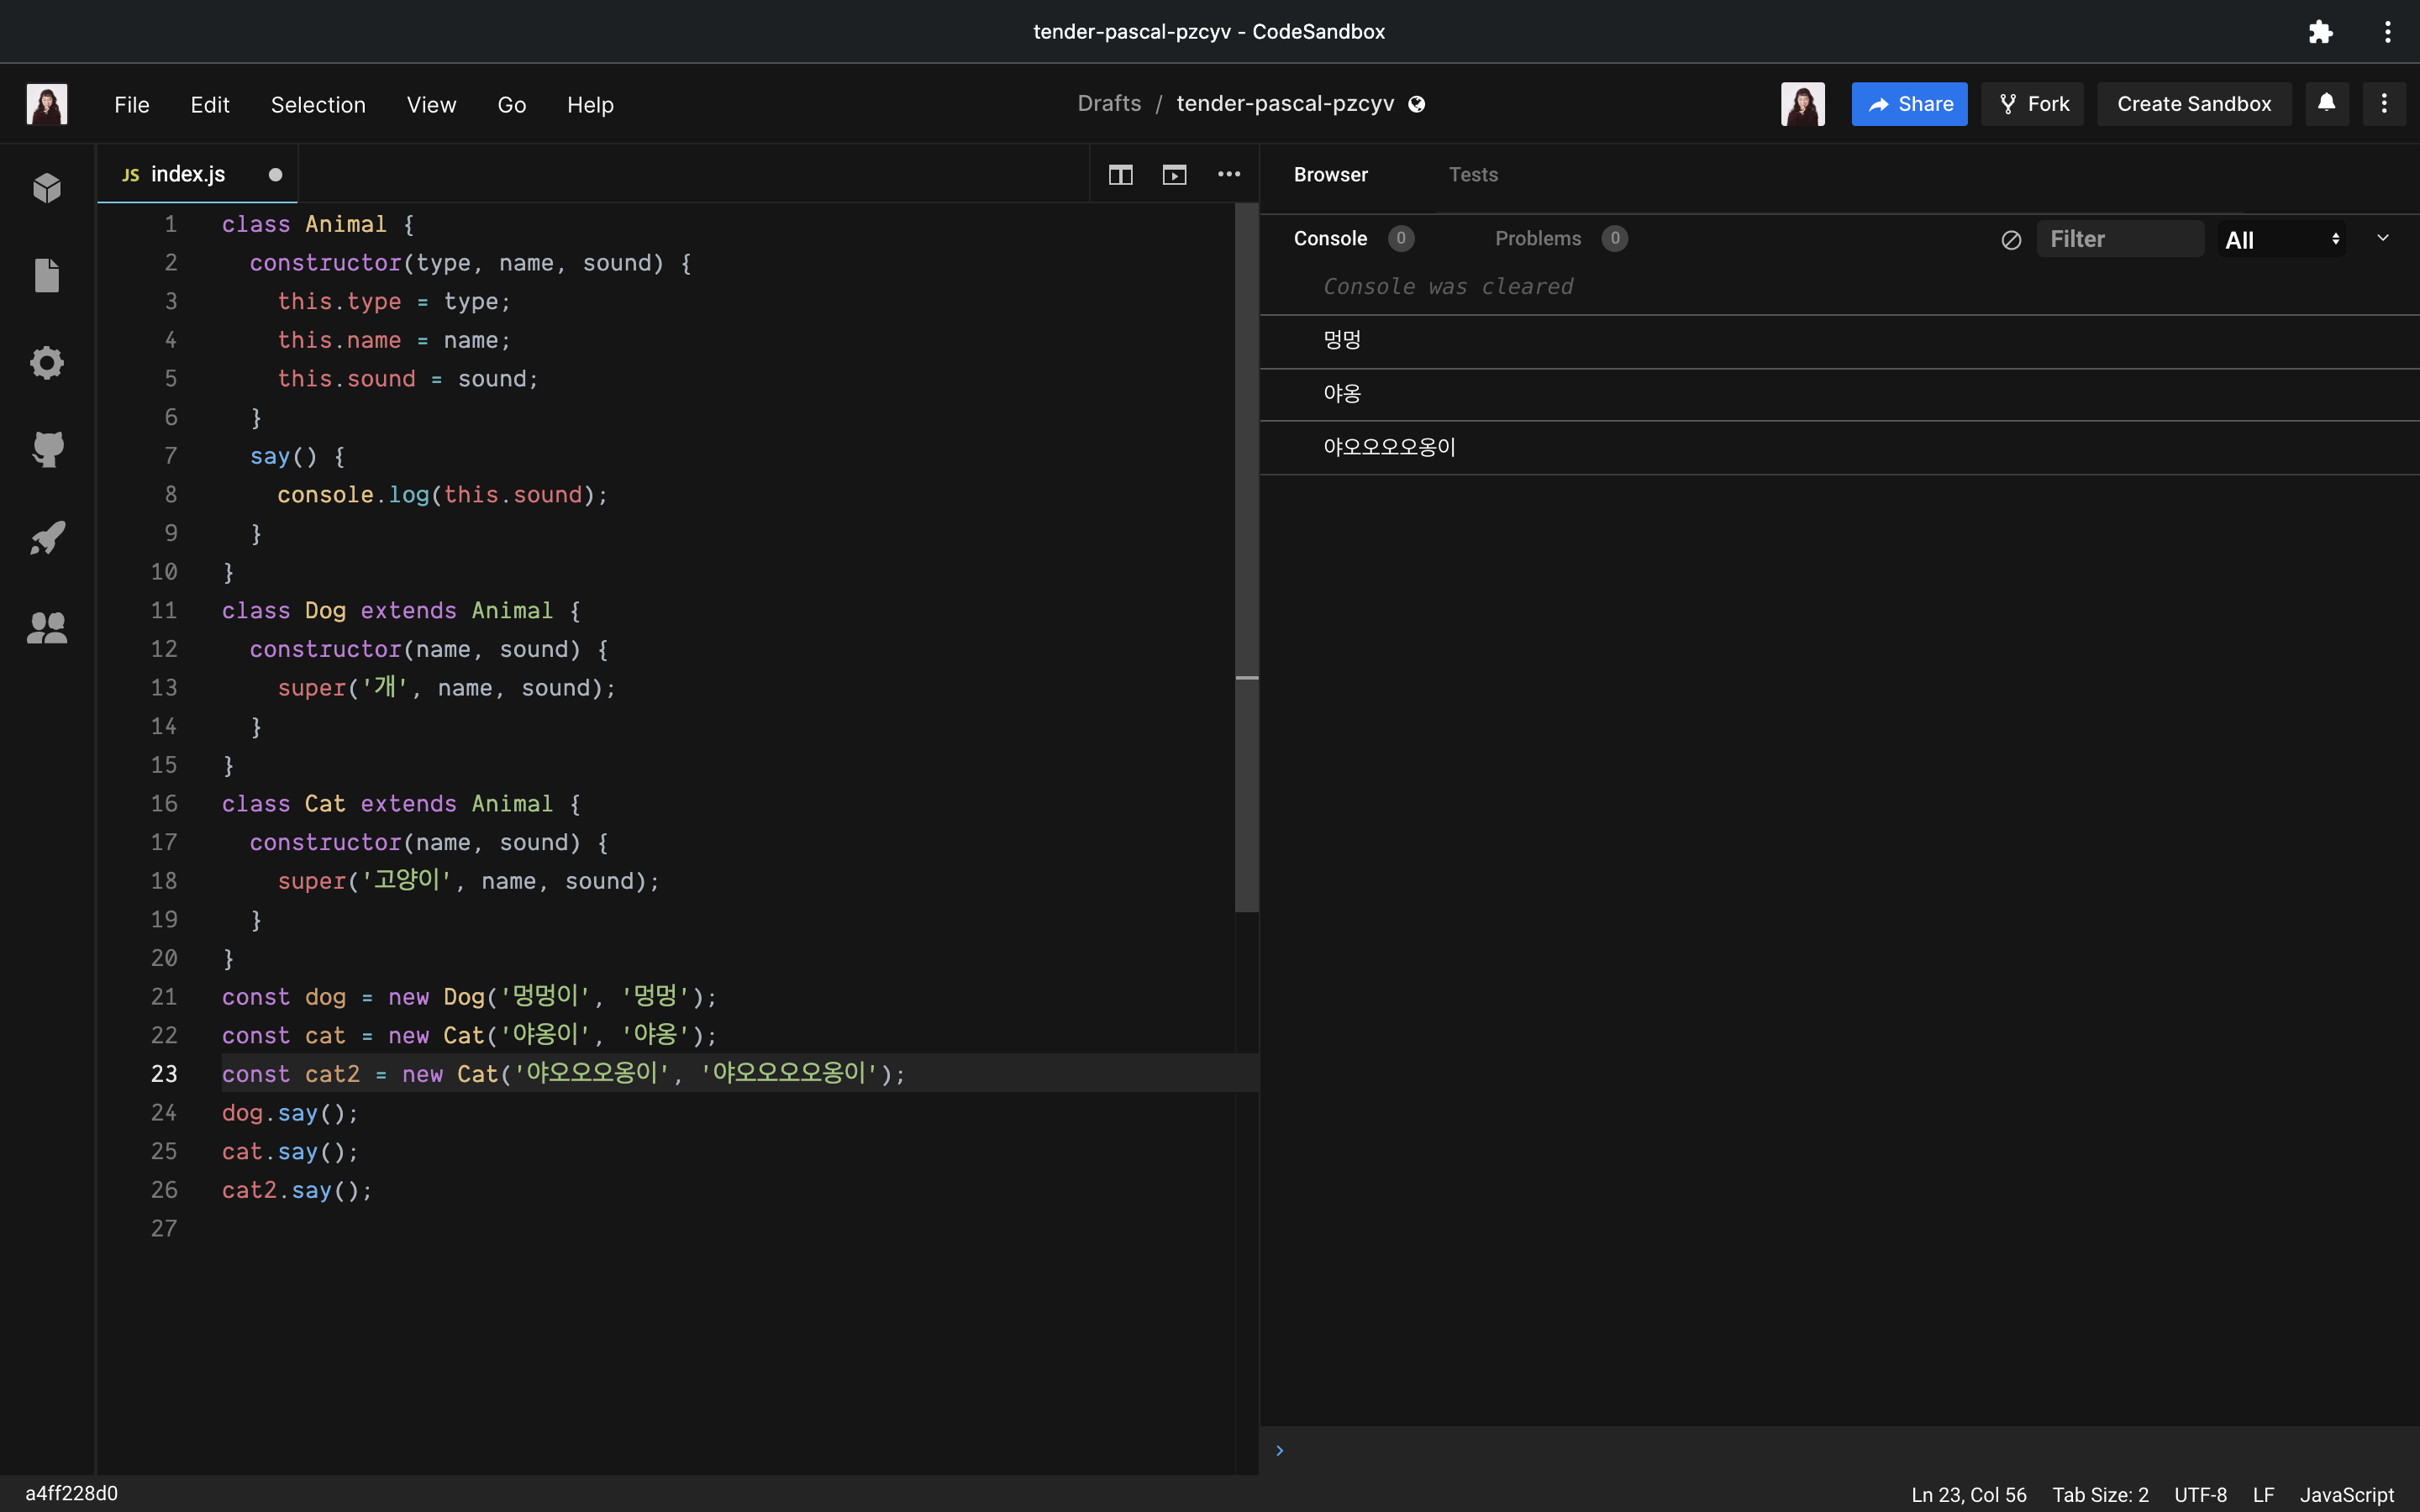 tender-pascal-pzcyv - CodeSandbox
File Edit Selection View Go Help
Drafts / tender-pascal-pzcyv
Share Fork Create Sandbox
JS index.js
1 class Animal {
2 constructor(type, name, sound) {
3 this.type = type;
4 this.name = name;
5 this.sound = sound;
6 }
7 say() {
8 console.log(this.sound);
9 }
10 }
11 class Dog extends Animal {
12 constructor(name, sound) {
13 super('개', name, sound);
14 }
15 }
16 class Cat extends Animal {
17 constructor(name, sound) {
18 super('고양이', name, sound);
19 }
20 }
21 const dog = new Dog('멍멍이', '멍멍');
22 const cat = new Cat('야옹이', '야옹');
23 const cat2 = new Cat('야오오오옹이', '야오오오오옹이');
24 dog.say();
25 cat.say();
26 cat2.say();
27
Browser Tests
Console 0 Problems 0 Filter All
Console was cleared
멍멍
야옹
야오오오오옹이
a4ff228d0
Ln 23, Col 56 Tab Size: 2 UTF-8 LF JavaScript